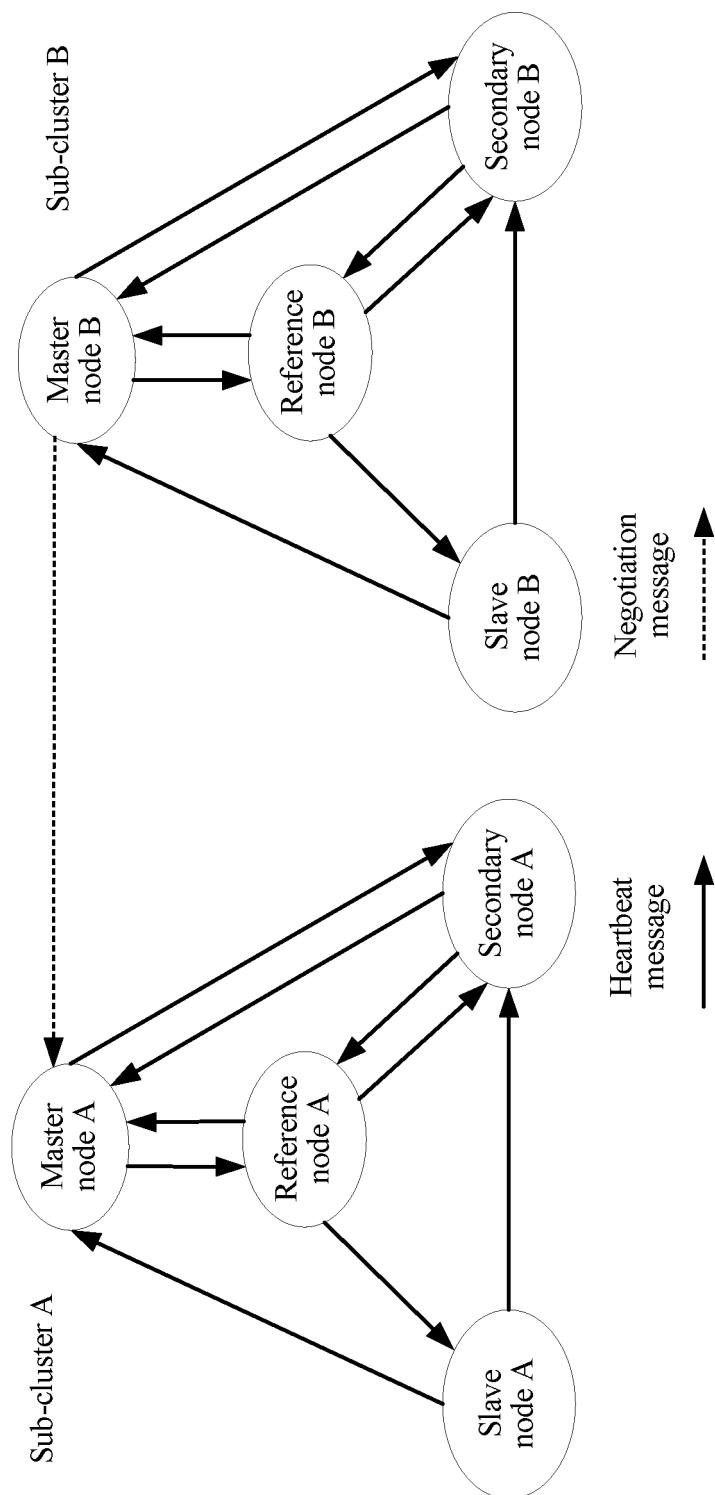 Sub-cluster A
Master
node A
Reference
node A
Slave
node A
Secondary
node A
Sub-cluster B
Master
node B
Reference
node B
Slave
node B
Secondary
node B
Heartbeat
message
Negotiation
message